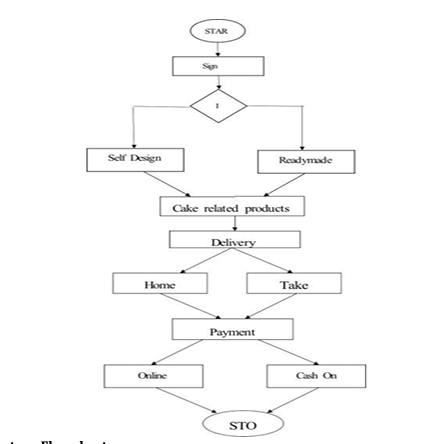 STAR
Sign
1
Self Design
Readymade
Cake related products
Delivery
Home
Take
Payment
Online
Cash On
STO